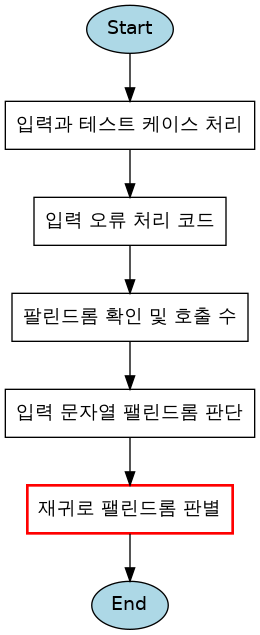 Start
입력과 테스트 케이스 처리
입력 오류 처리 코드
팔린드롬 확인 및 호출 수
입력 문자열 팰린드롬 판단
재귀로 팰린드롬 판별
End